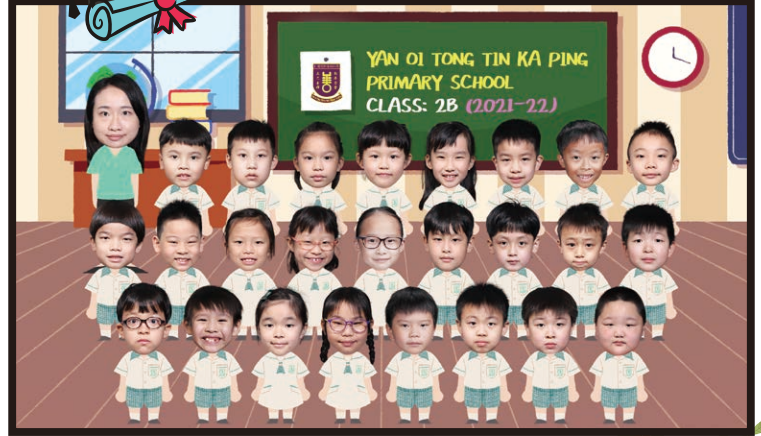 YAN OI TONG TIN KA PING
PRIMARY SCHOOL
CLASS: 2B (2021-22)